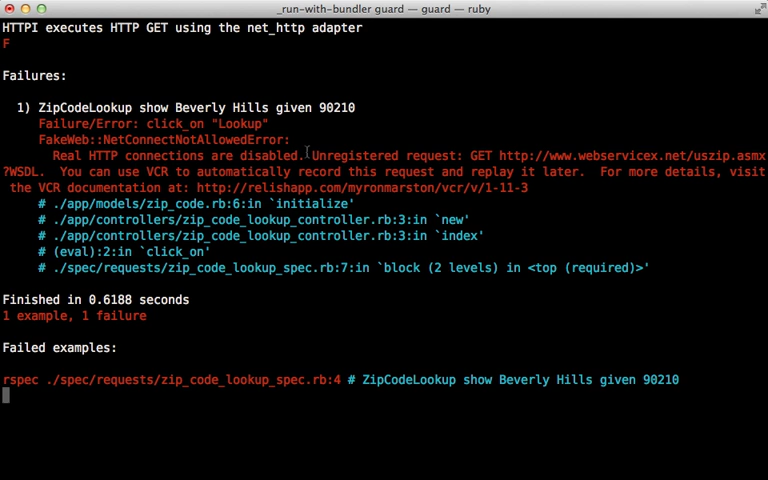 _run-with-bundler guard — guard — ruby
HTTPI executes HTTP GET using the net_http adapter
F
Failures:
1) ZipCodeLookup show Beverly Hills given 90210
Failure/Error: click_on "Lookup"
FakeWeb::NetConnectNotAllowedError:
Real HTTP connections are disabled. Unregistered request: GET http://www.webservicex.net/uszip.asmx
?WSDL.  You can use VCR to automatically record this request and replay it later.  For more details, visit
the VCR documentation at: http://relishapp.com/myronmarston/vcr/v/1-11-3
# ./app/models/zip_code.rb:6:in `initialize'
# ./app/controllers/zip_code_lookup_controller.rb:3:in `new'
# ./app/controllers/zip_code_lookup_controller.rb:3:in `index'
# (eval):2:in `click_on'
# ./spec/requests/zip_code_lookup_spec.rb:7:in `block (2 levels) in <top (required)>'
Finished in 0.6188 seconds
1 example, 1 failure
Failed examples:
rspec ./spec/requests/zip_code_lookup_spec.rb:4 # ZipCodeLookup show Beverly Hills given 90210